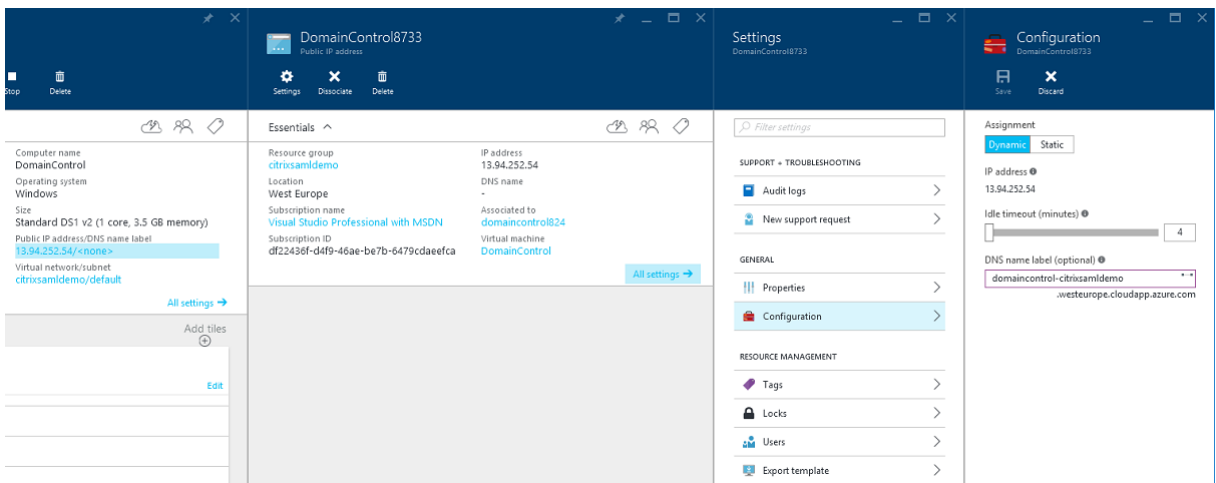 Stop
Delete
Computer name
DomainControl
Operating system
Windows
Size
Standard DS1 v2 (1 core, 3.5 GB memory)
Public IP address/DNS name label
13.94.252.54/<none>
Virtual network/subnet
citrixsamldemo/default
All settings →
Add tiles
Edit
DomainControl8733
Public IP address
Settings
Dissociate
Delete
Essentials
Resource group
citrixsamldemo
Location
West Europe
Subscription name
Visual Studio Professional with MSDN
Subscription ID
df22436f-d4f9-46ae-be7b-6479cdaeefca
IP address
13.94.252.54
DNS name
-
Associated to
domaincontrol824
Virtual machine
DomainControl
All settings →
Settings
DomainControl8733
Filter settings
SUPPORT + TROUBLESHOOTING
Audit logs
New support request
GENERAL
Properties
Configuration
RESOURCE MANAGEMENT
Tags
Locks
Users
Export template
Configuration
DomainControl8733
Save
Discard
Assignment
Dynamic
Static
IP address
13.94.252.54
Idle timeout (minutes)
4
DNS name label (optional)
domaincontrol-citrixsamldemo
.westeurope.cloudapp.azure.com